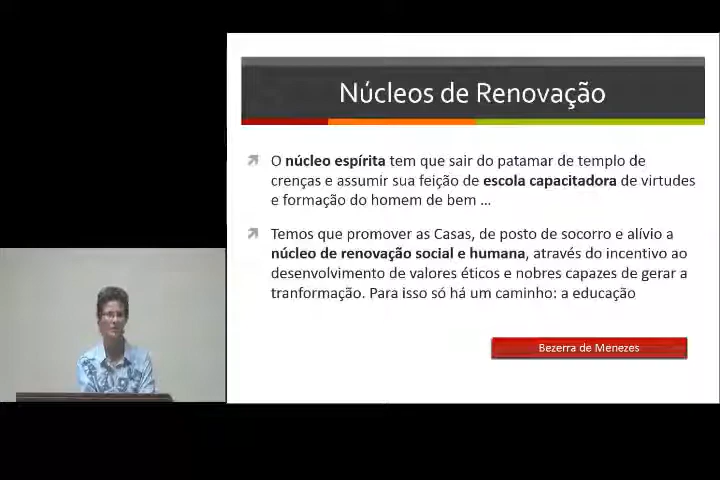 Núcleos de Renovação
O núcleo espírita tem que sair do patamar de templo de
crenças e assumir sua feição de escola capacitadora de virtudes
e formação do homem de bem ...
Temos que promover as Casas, de posto de socorro e alívio a
núcleo de renovação social e humana, através do incentivo ao
desenvolvimento de valores éticos e nobres capazes de gerar a
tranformação. Para isso só há um caminho: a educação
Bezerra de Menezes